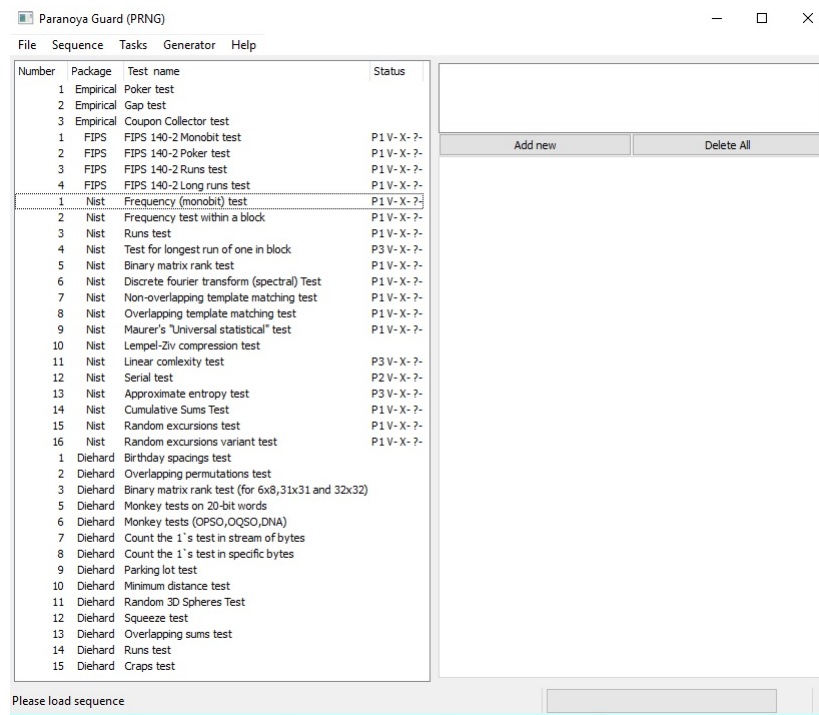 Paranoya Guard (PRNG)
File Sequence Tasks Generator Help
Number Package Test name Status
1 Empirical Poker test
2 Empirical Gap test
3 Empirical Coupon Collector test
1 FIPS FIPS 140-2 Monobit test P1 V- X- ?-
2 FIPS FIPS 140-2 Poker test P1 V- X- ?-
3 FIPS FIPS 140-2 Runs test P1 V- X- ?-
4 FIPS FIPS 140-2 Long runs test P1 V- X- ?-
1 Nist Frequency (monobit) test P1 V- X- ?-
2 Nist Frequency test within a block P1 V- X- ?-
3 Nist Runs test P1 V- X- ?-
4 Nist Test for longest run of one in block P3 V- X- ?-
5 Nist Binary matrix rank test P1 V- X- ?-
6 Nist Discrete fourier transform (spectral) Test P1 V- X- ?-
7 Nist Non-overlapping template matching test P1 V- X- ?-
8 Nist Overlapping template matching test P1 V- X- ?-
9 Nist Maurer's "Universal statistical" test P1 V- X- ?-
10 Nist Lempel-Ziv compression test
11 Nist Linear comlexity test P3 V- X- ?-
12 Nist Serial test P2 V- X- ?-
13 Nist Approximate entropy test P3 V- X- ?-
14 Nist Cumulative Sums Test P1 V- X- ?-
15 Nist Random excursions test P1 V- X- ?-
16 Nist Random excursions variant test P1 V- X- ?-
1 Diehard Birthday spacings test
2 Diehard Overlapping permutations test
3 Diehard Binary matrix rank test (for 6x8,31x31 and 32x32)
5 Diehard Monkey tests on 20-bit words
6 Diehard Monkey tests (OPSO,OQSO,DNA)
7 Diehard Count the 1`s test in stream of bytes
8 Diehard Count the 1`s test in specific bytes
9 Diehard Parking lot test
10 Diehard Minimum distance test
11 Diehard Random 3D Spheres Test
12 Diehard Squeeze test
13 Diehard Overlapping sums test
14 Diehard Runs test
15 Diehard Craps test
Add new Delete All
Please load sequence